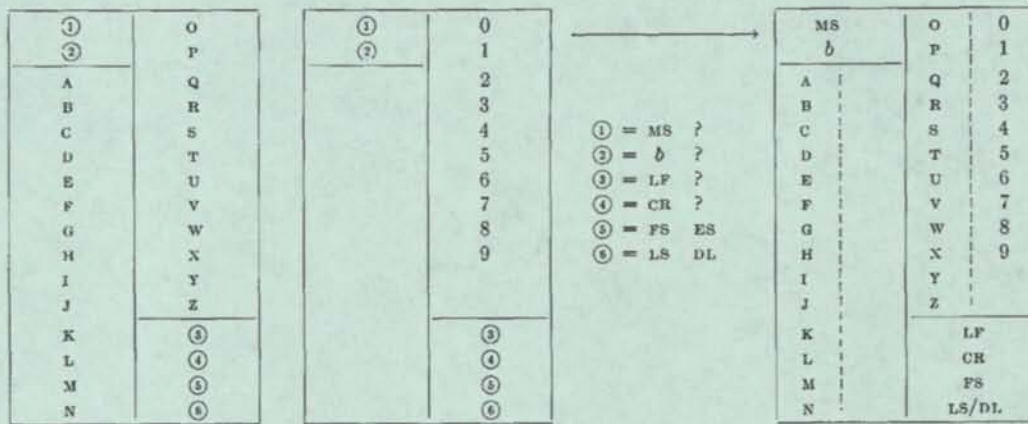 ① O ① 0 MS O 0
② P ② 1 b P 1
A Q 2 A Q 2
B R 3 B R 3
C S 4 ① = MS ? C S 4
D T 5 ② = b ? D T 5
E U 6 ③ = LF ? E U 6
F V 7 ④ = CR ? F V 7
G W 8 ⑤ = FS ES G W 8
H X 9 ⑥ = LS DL H X 9
I Y I Y
J Z J Z
K ③ ③ K LF
L ④ ④ L CR
M ⑤ ⑤ M FS
N ⑥ ⑥ N LS/DL